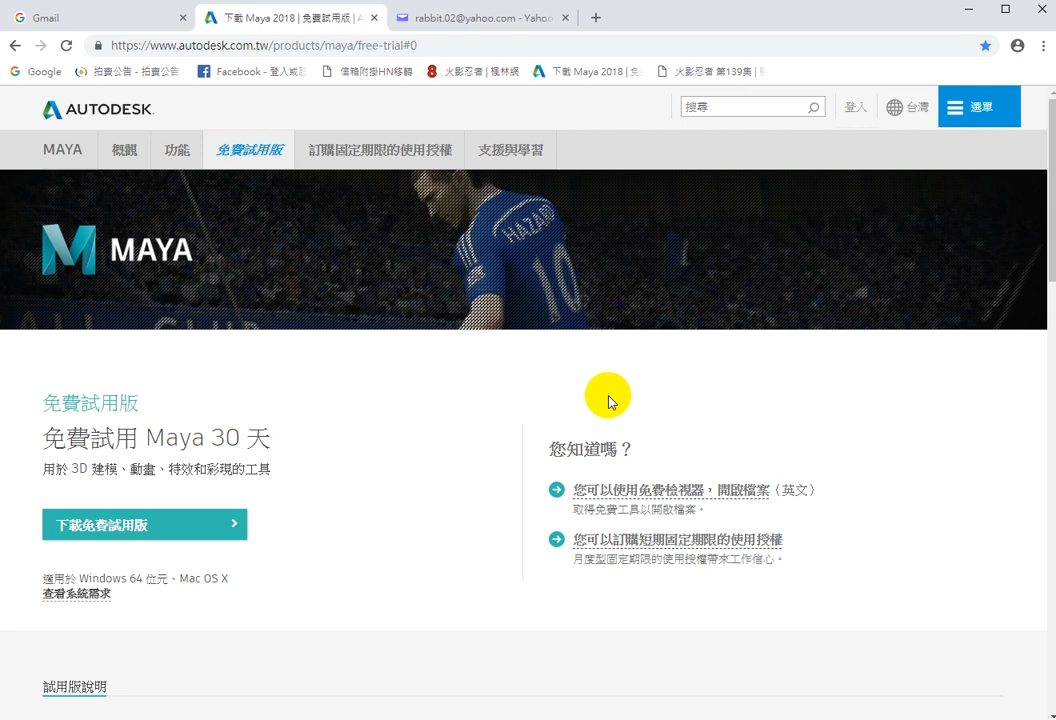 Gmail
下載 Maya 2018 | 免費試用版 | A
rabbit.02@yahoo.com - Yahoo
https://www.autodesk.com.tw/products/maya/free-trial#0
Google
拍賣公告 - 拍賣公告
Facebook - 登入或註
信箱附掛HN移轉
火影忍者 | 楓林網
下載 Maya 2018 | 免
火影忍者 第139集 |
AUTODESK.
搜尋
登入
台灣
選單
MAYA
概觀
功能
免費試用版
訂購固定期限的使用授權
支援與學習
HAZARD
10
MAYA
免費試用版
免費試用 Maya 30 天
用於 3D 建模、動畫、特效和彩現的工具
下載免費試用版
適用於 Windows 64 位元、Mac OS X
查看系統需求
您知道嗎？
您可以使用免費檢視器，開啟檔案（英文）
取得免費工具以開啟檔案。
您可以訂購短期固定期限的使用授權
月度型固定期限的使用授權帶來工作信心。
試用版說明